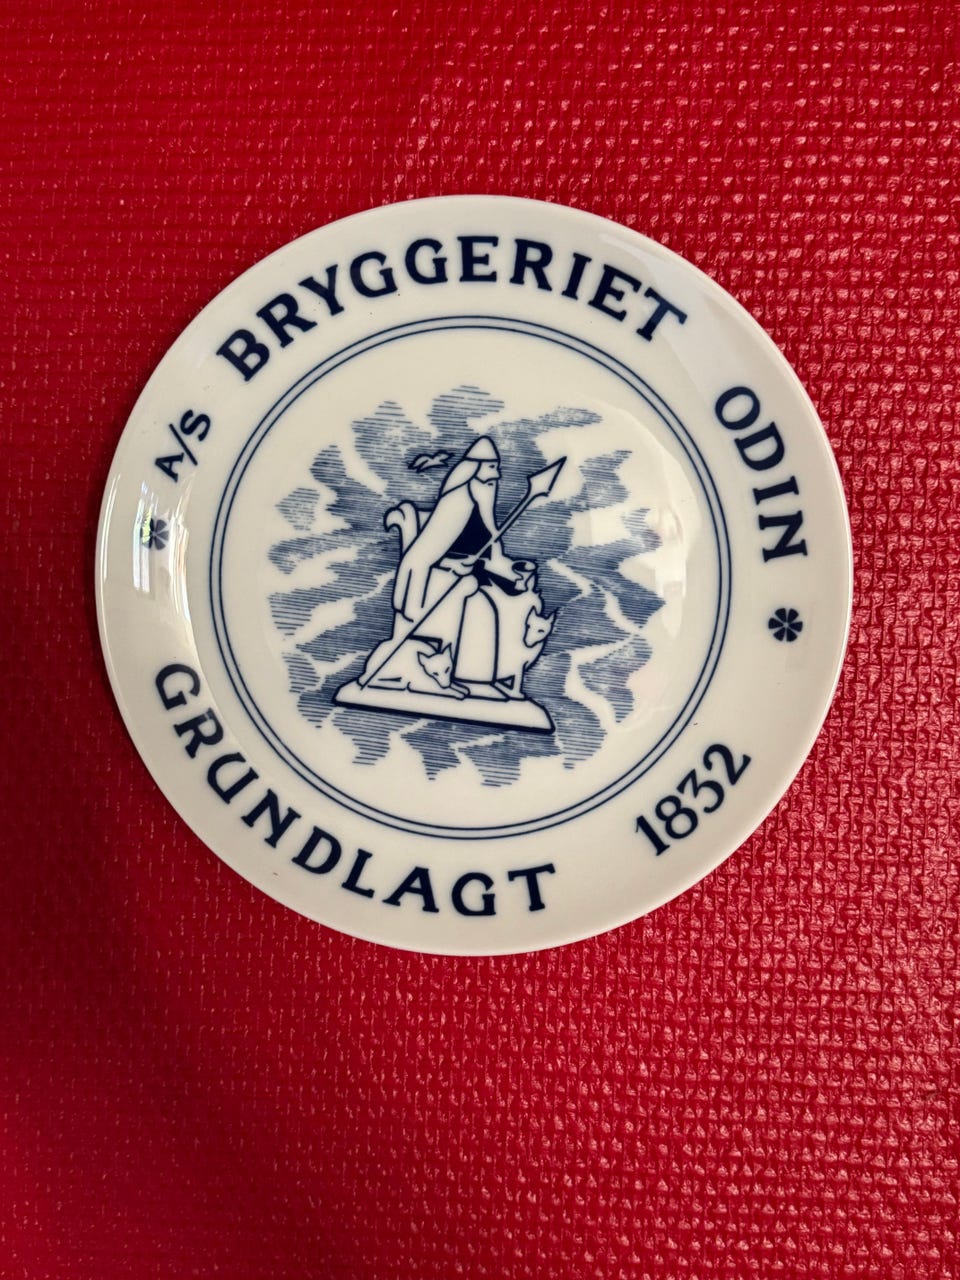 A/S BRYGGERIET ODIN
GRUNDLAGT 1832